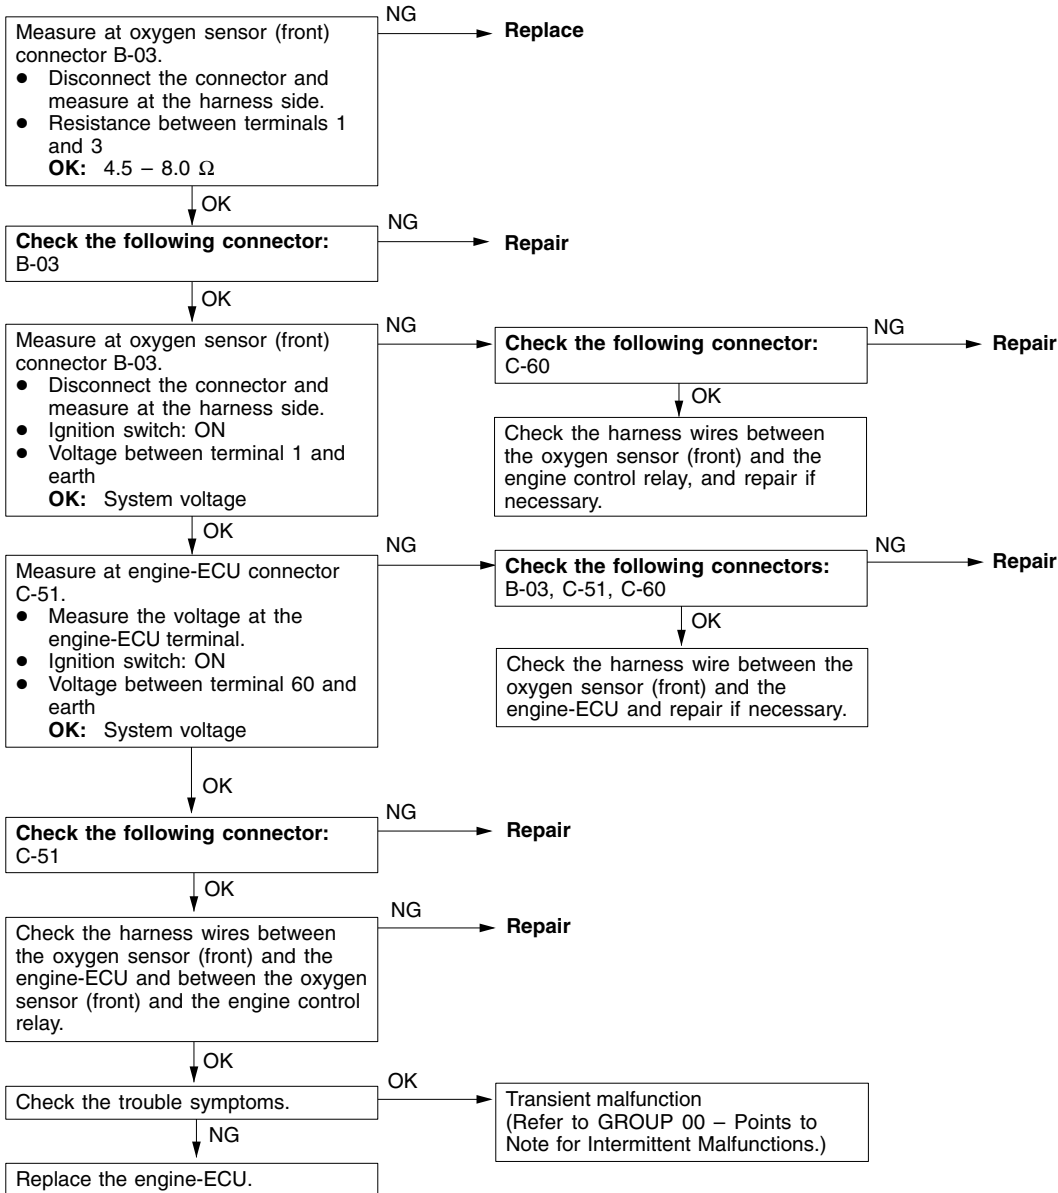 NG
Measure at oxygen sensor (front)
connector B-03.
● Disconnect the connector and
measure at the harness side.
● Resistance between terminals 1
and 3
OK: 4.5 – 8.0 Ω
Replace
OK
NG
Check the following connector:
B-03
Repair
OK
NG
Measure at oxygen sensor (front)
connector B-03.
● Disconnect the connector and
measure at the harness side.
● Ignition switch: ON
● Voltage between terminal 1 and
earth
OK: System voltage
Check the following connector:
C-60
NG
Repair
OK
Check the harness wires between
the oxygen sensor (front) and the
engine control relay, and repair if
necessary.
OK
NG
Measure at engine-ECU connector
C-51.
● Measure the voltage at the
engine-ECU terminal.
● Ignition switch: ON
● Voltage between terminal 60 and
earth
OK: System voltage
Check the following connectors:
B-03, C-51, C-60
NG
Repair
OK
Check the harness wire between the
oxygen sensor (front) and the
engine-ECU and repair if necessary.
OK
NG
Check the following connector:
C-51
Repair
OK
NG
Check the harness wires between
the oxygen sensor (front) and the
engine-ECU and between the oxygen
sensor (front) and the engine control
relay.
Repair
OK
Check the trouble symptoms.
OK
Transient malfunction
(Refer to GROUP 00 – Points to
Note for Intermittent Malfunctions.)
NG
Replace the engine-ECU.